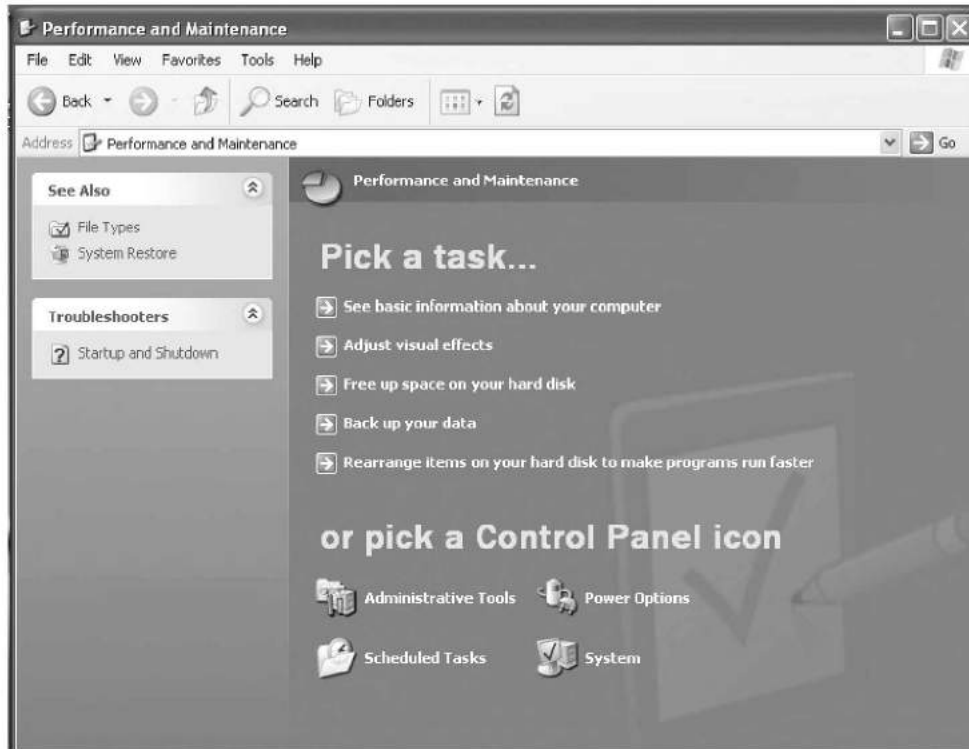 Performance and Maintenance
File Edit View Favorites Tools Help
Back Search Folders
Address Performance and Maintenance Go
See Also
File Types
System Restore
Troubleshooters
Startup and Shutdown
Performance and Maintenance
Pick a task...
See basic information about your computer
Adjust visual effects
Free up space on your hard disk
Back up your data
Rearrange items on your hard disk to make programs run faster
or pick a Control Panel icon
Administrative Tools Power Options
Scheduled Tasks System